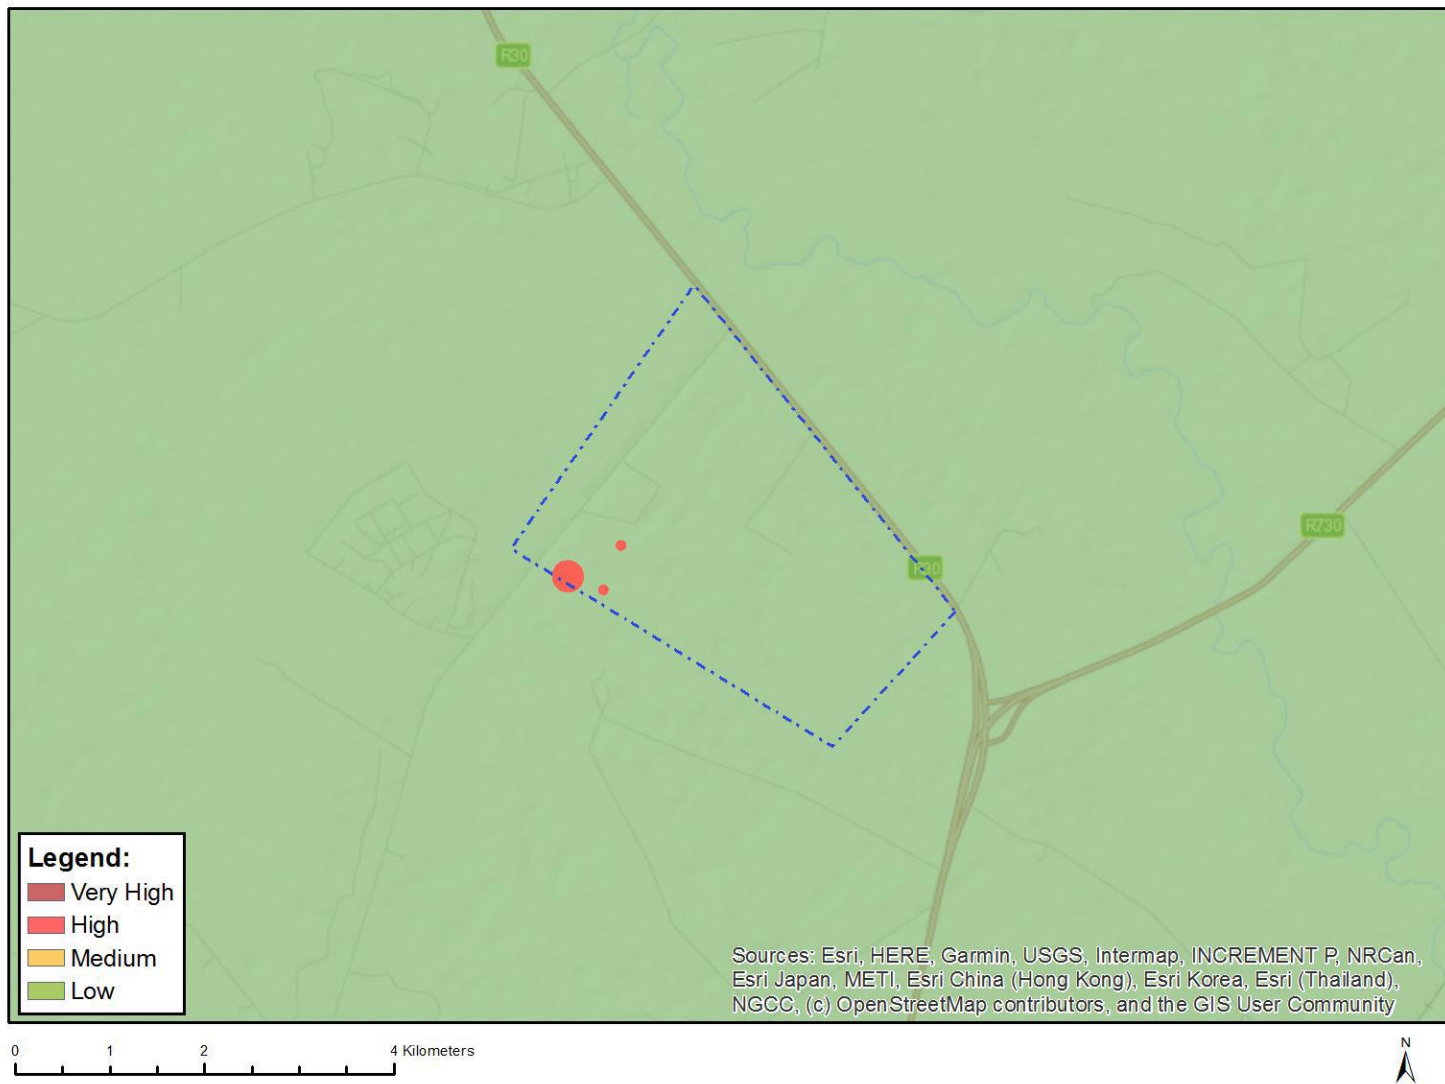 R30
R730
R30
Legend:
Very High
High
Medium
Low
Sources: Esri, HERE, Garmin, USGS, Intermap, INCREMENT P, NRCan,
Esri Japan, METI, Esri China (Hong Kong), Esri Korea, Esri (Thailand),
NGCC, (c) OpenStreetMap contributors, and the GIS User Community
0 1 2 4 Kilometers
N